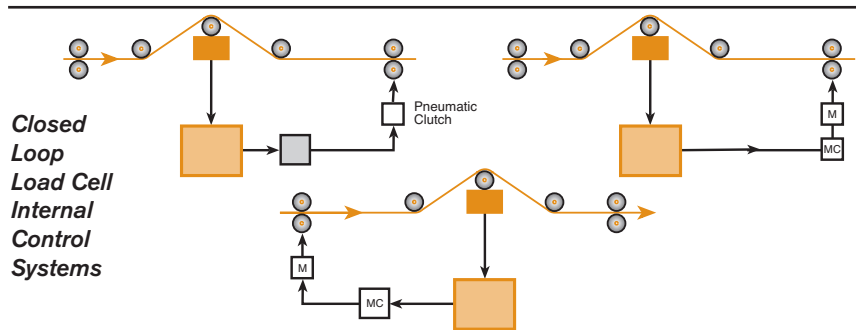 Pneumatic
Clutch
M
MC
Closed
Loop
Load Cell
Internal
Control
Systems
M
MC